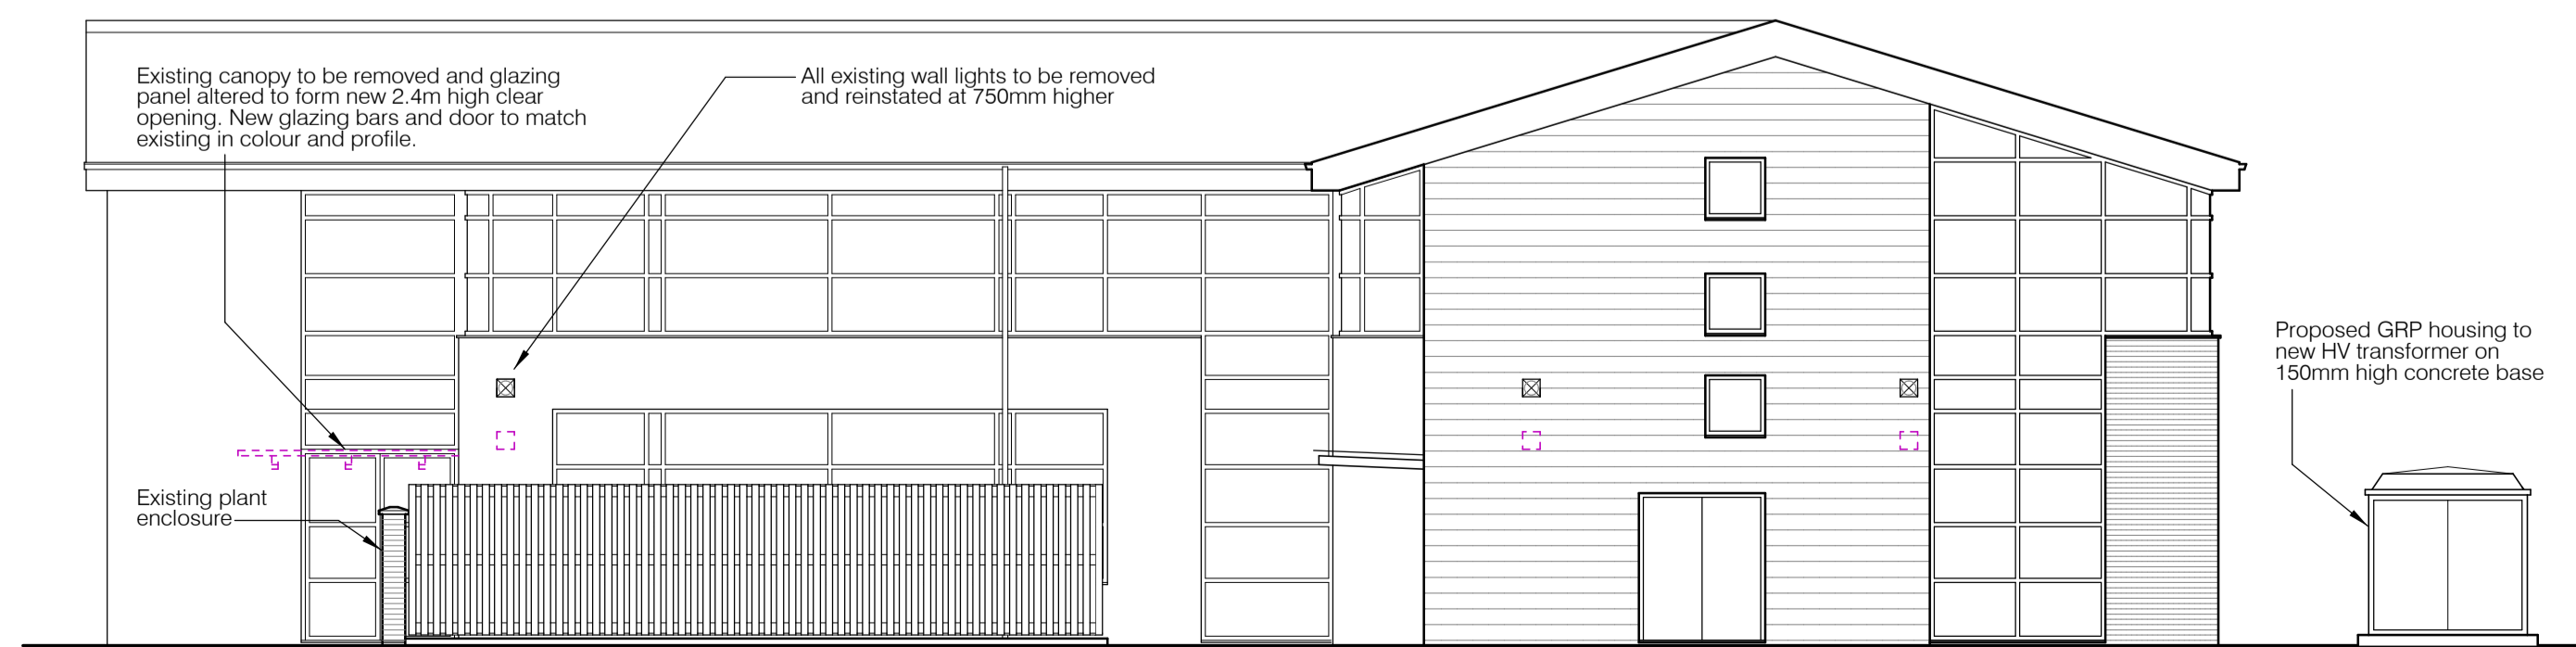 Existing canopy to be removed and glazing
panel altered to form new 2.4m high clear
opening. New glazing bars and door to match
existing in colour and profile.
All existing wall lights to be removed
and reinstated at 750mm higher
Existing plant
enclosure
Proposed GRP housing to
new HV transformer on
150mm high concrete base